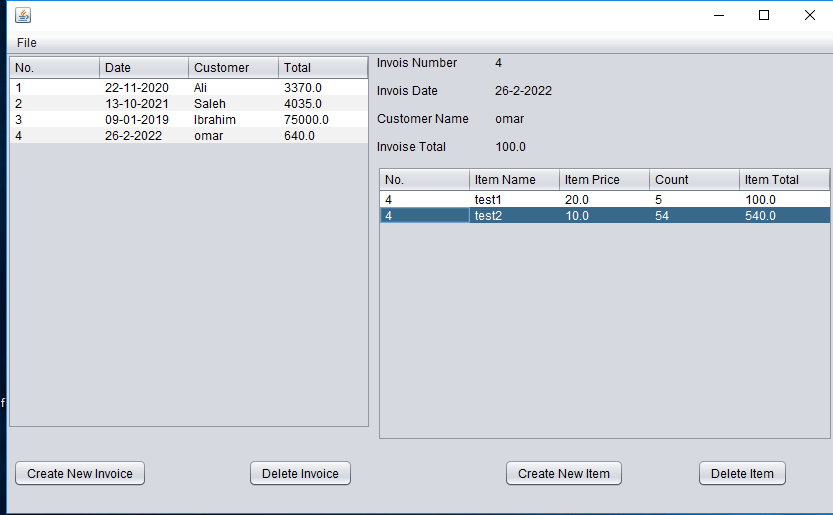 File
No. Date Customer Total
1 22-11-2020 Ali 3370.0
2 13-10-2021 Saleh 4035.0
3 09-01-2019 Ibrahim 75000.0
4 26-2-2022 omar 640.0
Invois Number 4
Invois Date 26-2-2022
Customer Name omar
Invoise Total 100.0
No. Item Name Item Price Count Item Total
4 test1 20.0 5 100.0
4 test2 10.0 54 540.0
f
Create New Invoice Delete Invoice Create New Item Delete Item